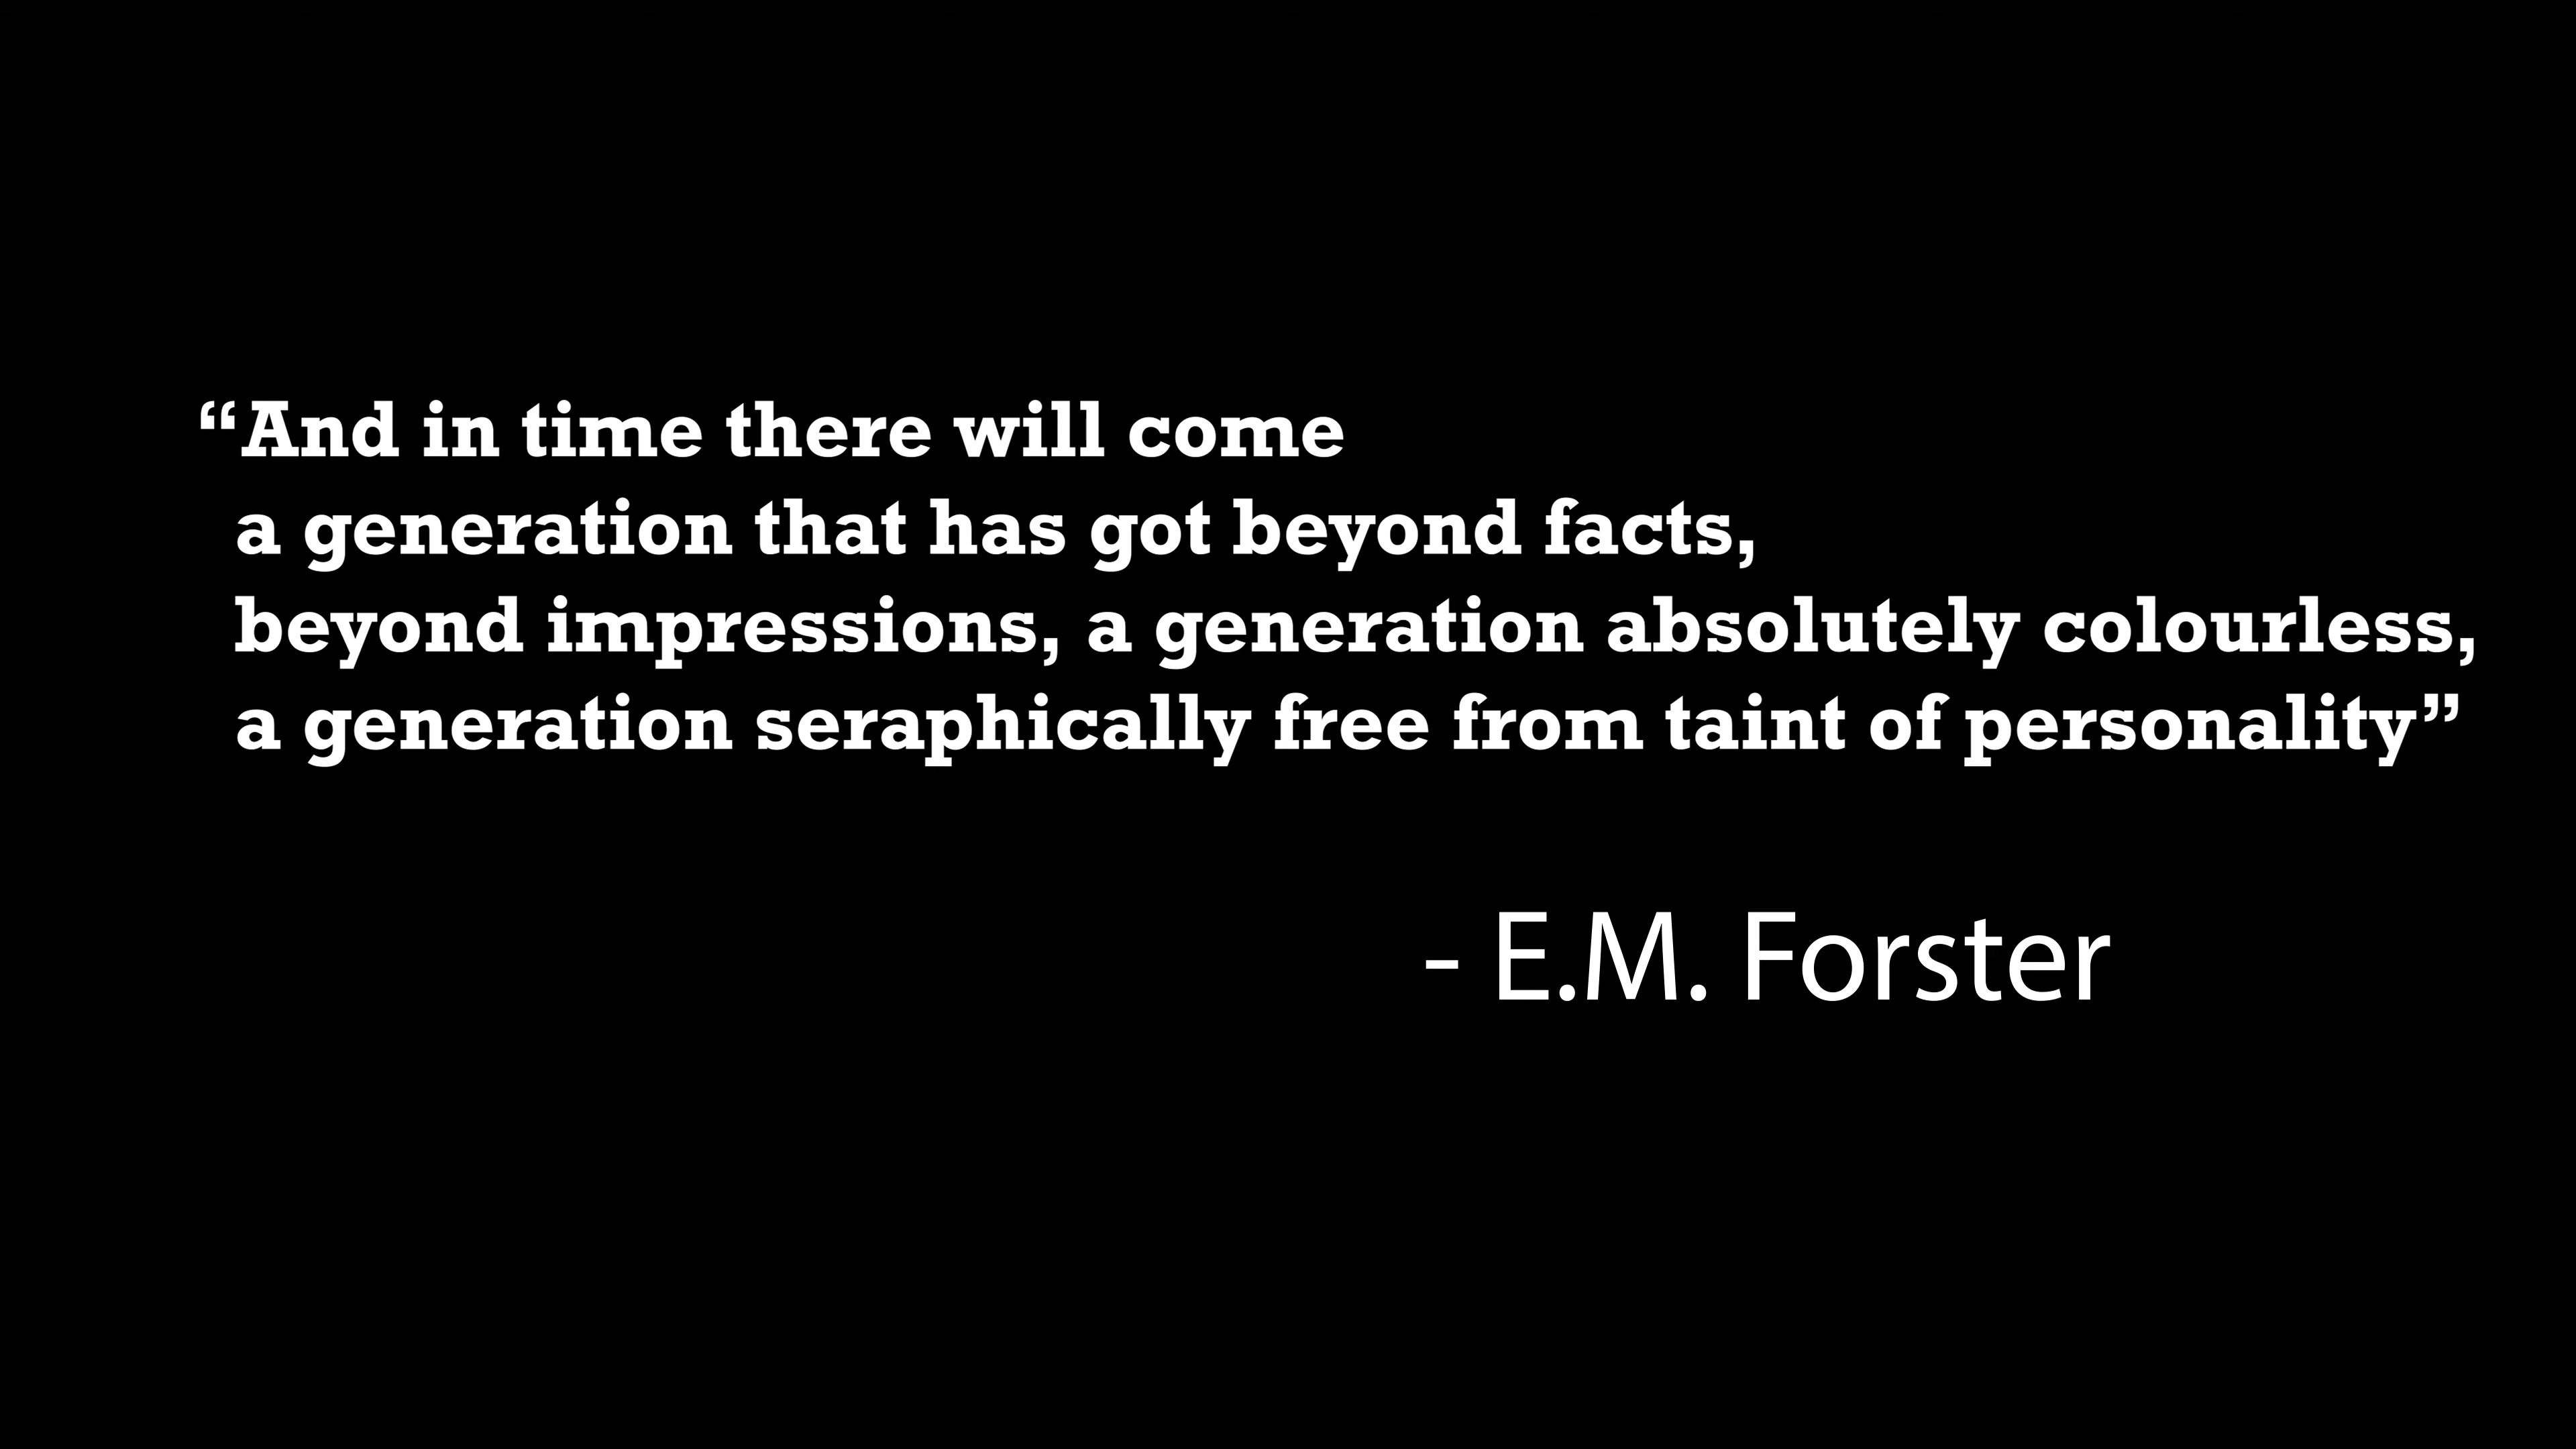 “And in time there will come
a generation that has got beyond facts,
beyond impressions, a generation absolutely colourless,
a generation seraphically free from taint of personality”
- E.M. Forster